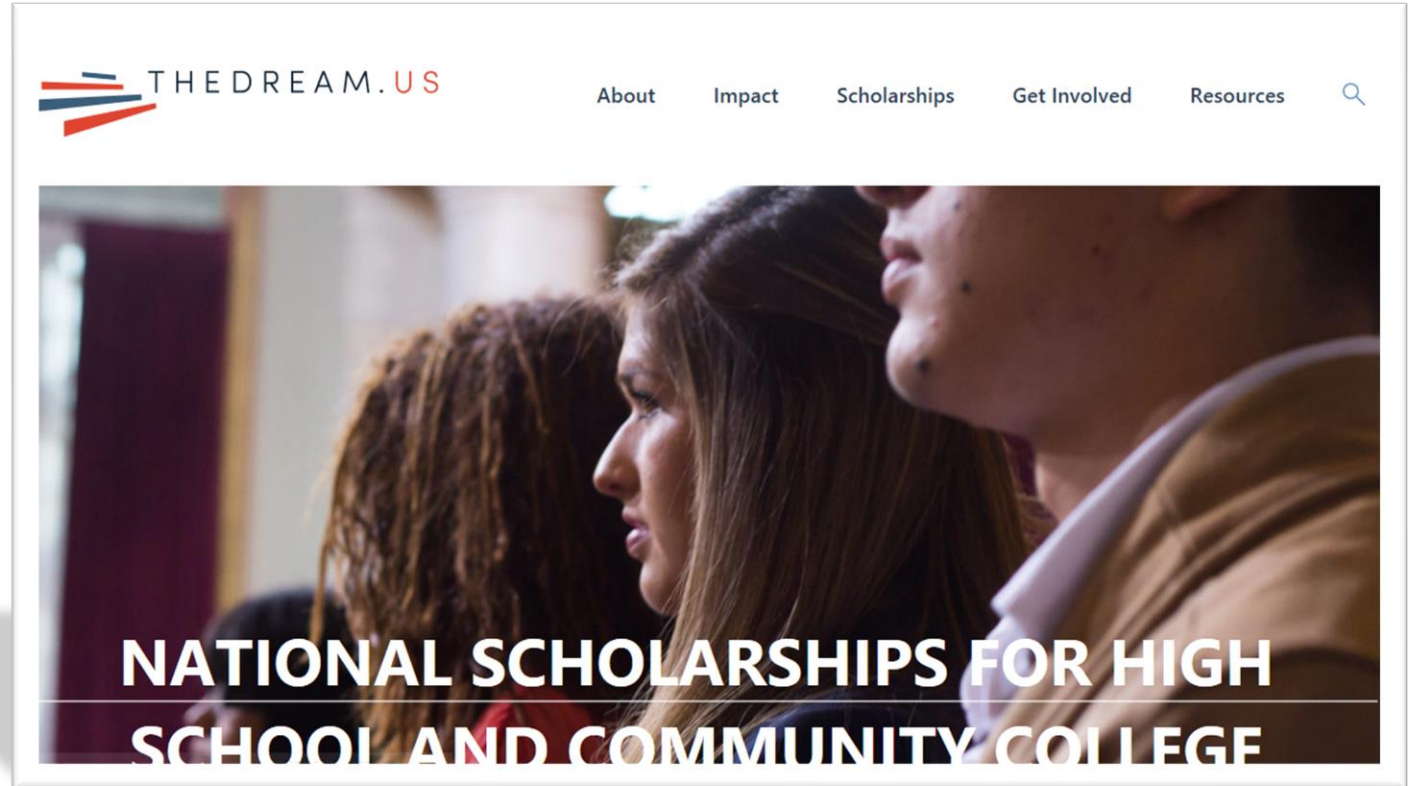 THEDREAM.US
About Impact Scholarships Get Involved Resources
NATIONAL SCHOLARSHIPS FOR HIGH
SCHOOL AND COMMUNITY COLLEGE